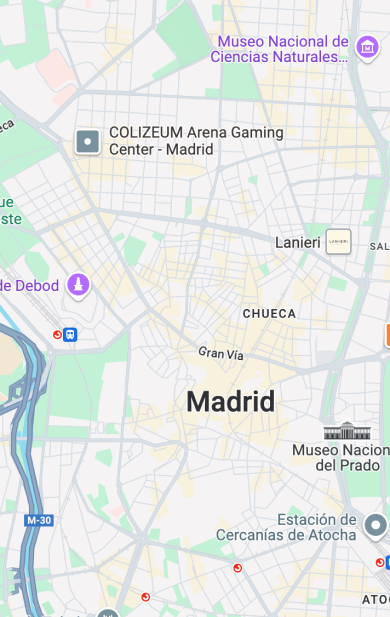 Museo Nacional de
Ciencias Naturales...
eca
COLIZEUM Arena Gaming
Center - Madrid
ue
ste
Lanieri
LANIERI
SAL
de Debod
CHUECA
Gran Vía
Madrid
Museo Nacion
del Prado
M-30
Estación de
Cercanías de Atocha
ATO